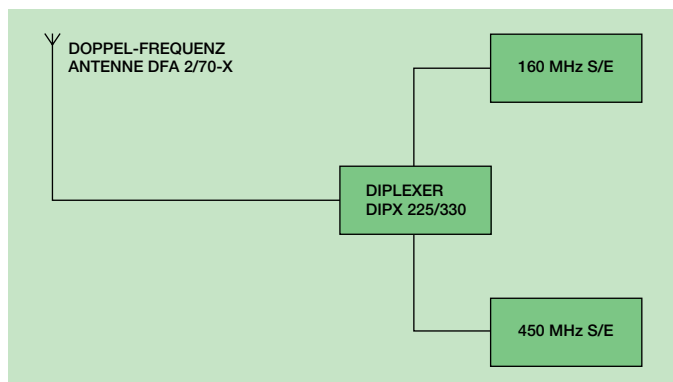 DOPPEL-FREQUENZ
ANTENNE DFA 2/70-X
160 MHz S/E
DIPLEXER
DIPX 225/330
450 MHz S/E